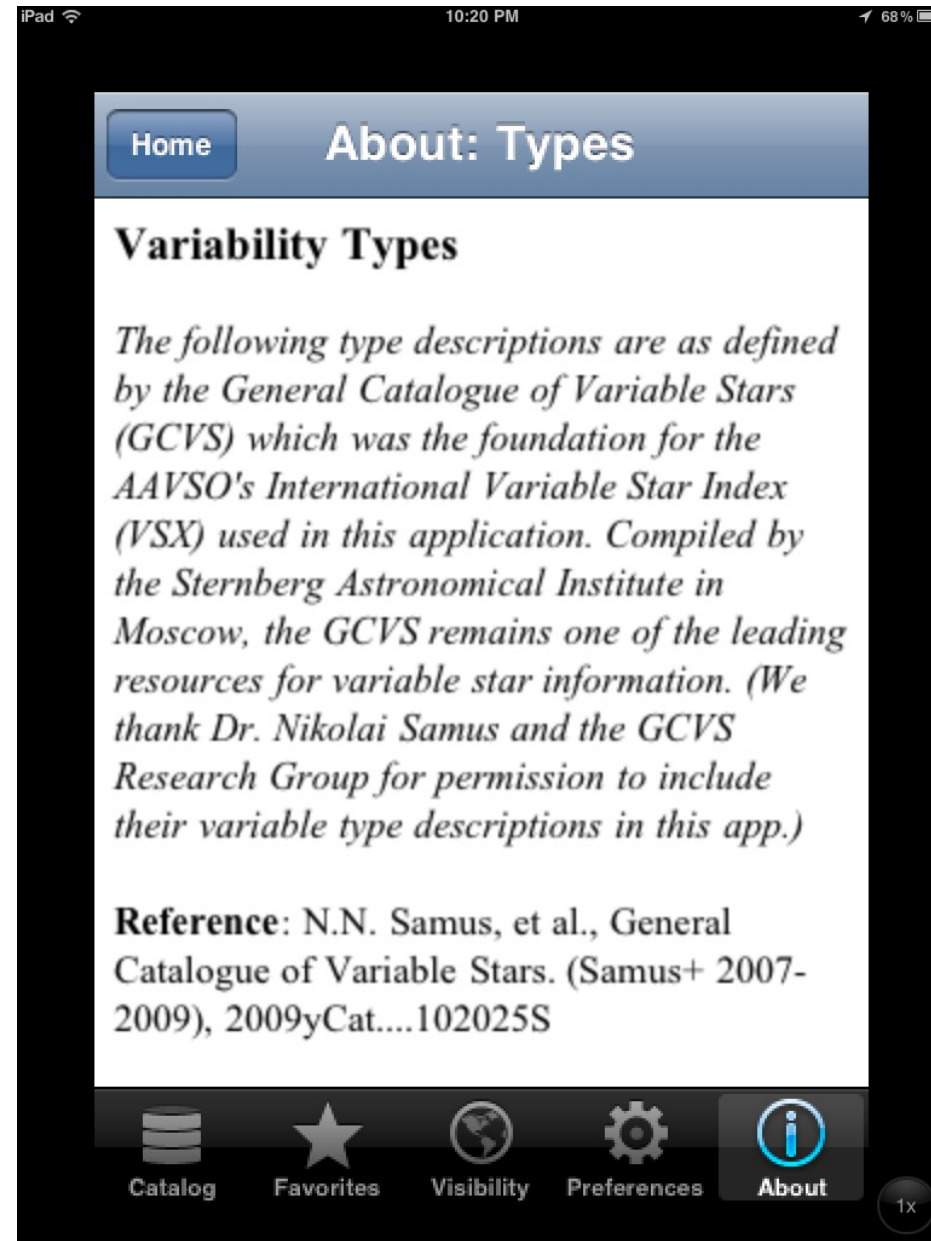 iPad 10:20 PM 68%
Home About: Types
Variability Types
The following type descriptions are as defined
by the General Catalogue of Variable Stars
(GCVS) which was the foundation for the
AAVSO's International Variable Star Index
(VSX) used in this application. Compiled by
the Sternberg Astronomical Institute in
Moscow, the GCVS remains one of the leading
resources for variable star information. (We
thank Dr. Nikolai Samus and the GCVS
Research Group for permission to include
their variable type descriptions in this app.)
Reference: N.N. Samus, et al., General
Catalogue of Variable Stars. (Samus+ 2007-
2009), 2009yCat....102025S
Catalog Favorites Visibility Preferences About
1x